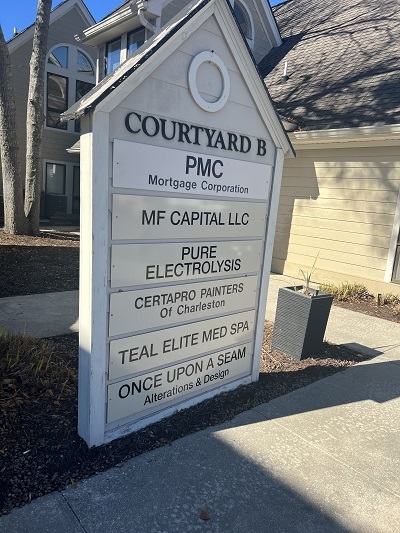 COURTYARD B
PMC
Mortgage Corporation
MF CAPITAL LLC
PURE
ELECTROLYSIS
CERTAPRO PAINTERS
Of Charleston
TEAL ELITE MED SPA
ONCE UPON A SEAM
Alterations & Design